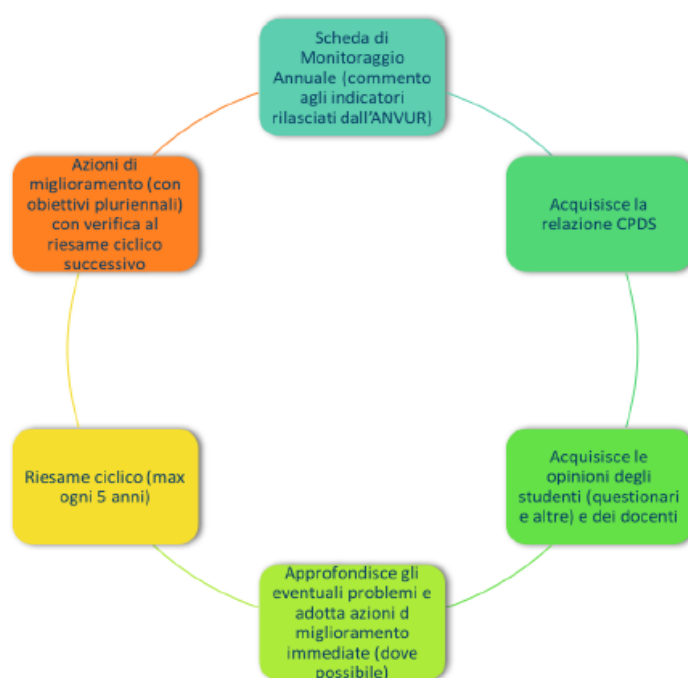 Scheda di
Monitoraggio
Annuale (commento
agli indicatori
rilasciati dall'ANVUR)
Acquisisce la
relazione CPDS
Acquisisce le
opinioni degli
studenti (questionari
e altre) e dei docenti
Approfondisce gli
eventuali problemi e
adotta azioni d
miglioramento
immediate (dove
possibile)
Riesame ciclico (max
ogni 5 anni)
Azioni di
miglioramento (con
obiettivi pluriennali)
con verifica al
riesame ciclico
successivo